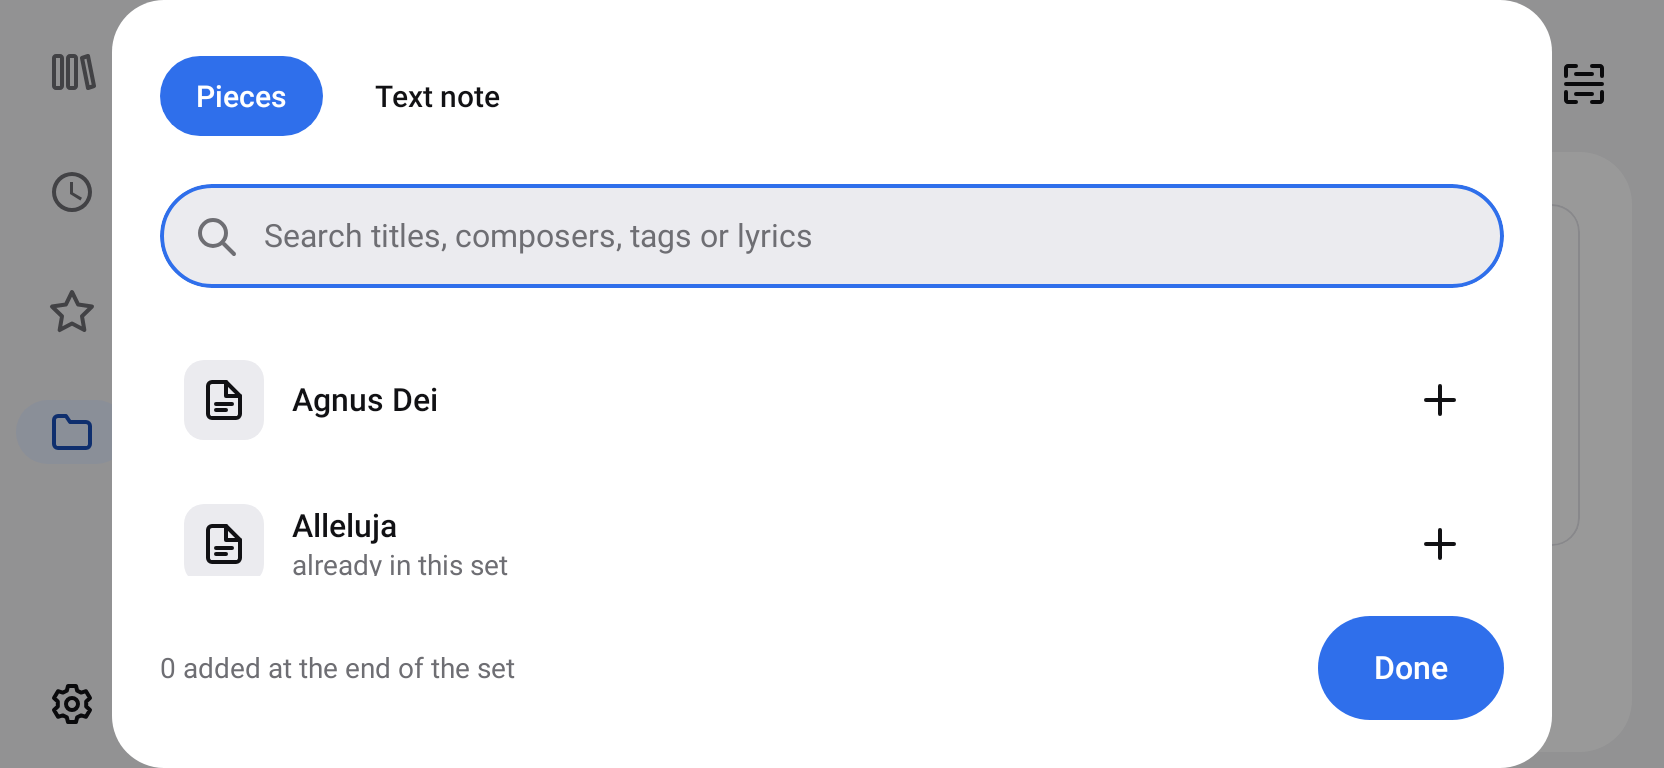 Pieces
Text note
Search titles, composers, tags or lyrics
Agnus Dei
Alleluja
already in this set
0 added at the end of the set
Done